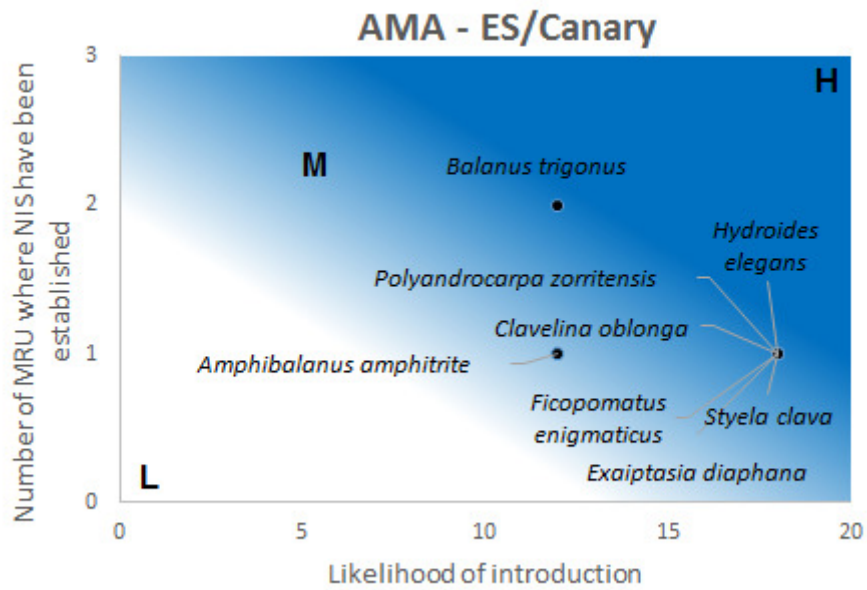 AMA - ES/Canary
Number of MRU where NIS have been
established
3
2
1
0
H
M
L
Balanus trigonus
Hydroides
elegans
Polyandrocarpa zorritensis
Clavelina oblonga
Amphibalanus amphitrite
Ficopomatus
enigmaticus
Styela clava
Exaiptasia diaphana
0
5
10
15
20
Likelihood of introduction